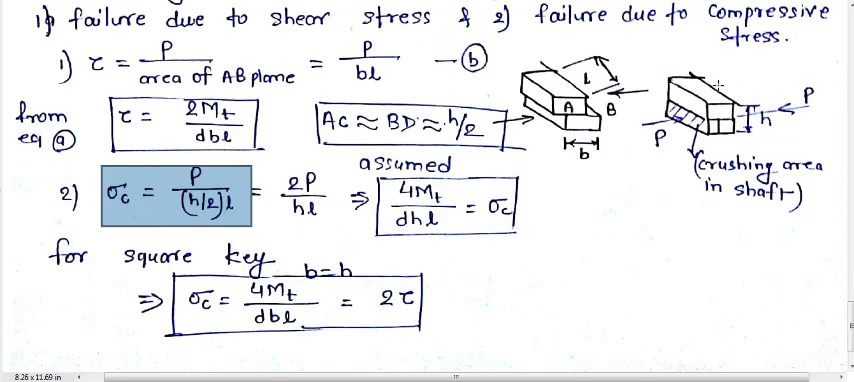 1) failure due to shear stress & 2) failure due to compressive stress.
1) τ = P / area of AB plane = P / bl — (b)
from eq (a) τ = 2Mt / dbl
AC ≈ BD ≈ h/2
assumed
A B l b
P P h
(crushing area in shaft)
2) σc = P / (h/2)l = 2P / hl ⇒ 4Mt / dhl = σc
for square key b=h
⇒ σc = 4Mt / dbl = 2τ
8.26 x 11.69 in